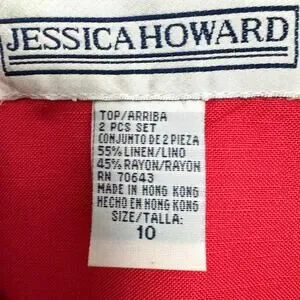 JESSICA HOWARD
TOP/ARRIBA
2 PCS SET
CONJUNTO DE 2 PIEZA
55% LINEN/LINO
45% RAYON/RAYON
RN 70643
MADE IN HONG KONG
HECHO EN HONG KONG
SIZE/TALLA:
10